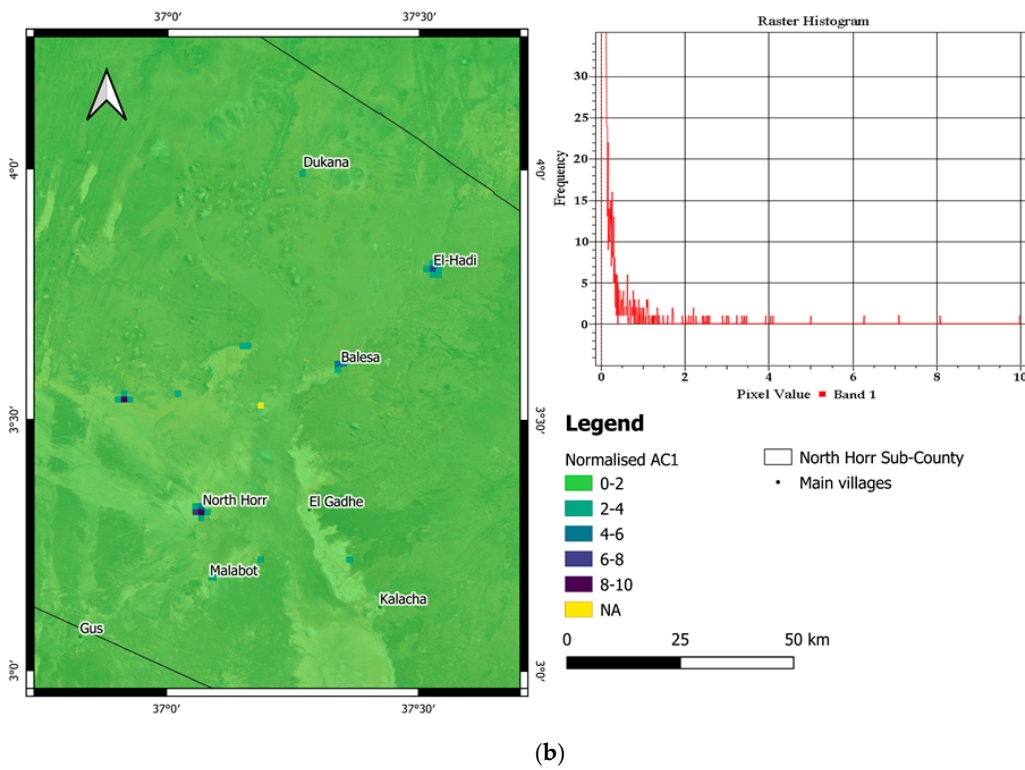 37°0’
37°30’
Dukana
4°0’
4°0’
El-Hadi
Balesa
3°30’
3°30’
North Horr
El Gadhe
Malabot
Kalacha
Gus
3°0’
3°0’
37°0’
37°30’
Raster Histogram
Frequency
30
25
20
15
10
5
0
0
2
4
6
8
10
Pixel Value Band 1
Legend
Normalised AC1
0-2
2-4
4-6
6-8
8-10
NA
North Horr Sub-County
Main villages
0
25
50 km
(b)